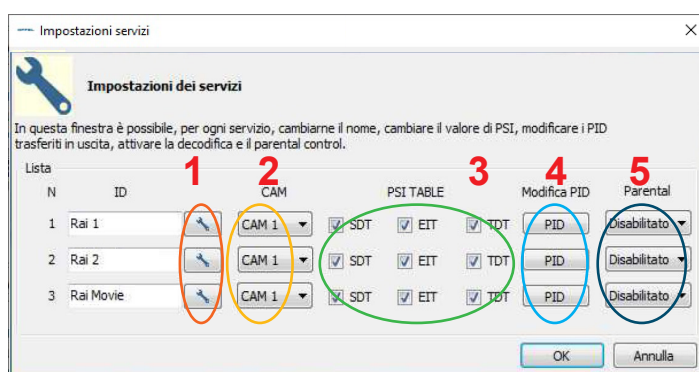 Impostazioni servizi
Impostazioni dei servizi
In questa finestra è possibile, per ogni servizio, cambiarne il nome, cambiare il valore di PSI, modificare i PID
trasferiti in uscita, attivare la decodifica e il parental control.
Lista
1 2 3 4 5
N ID CAM PSI TABLE Modifica PID Parental
1 Rai 1 CAM 1 SDT EIT TDT PID Disabilitato
2 Rai 2 CAM 1 SDT EIT TDT PID Disabilitato
3 Rai Movie CAM 1 SDT EIT TDT PID Disabilitato
OK Annulla